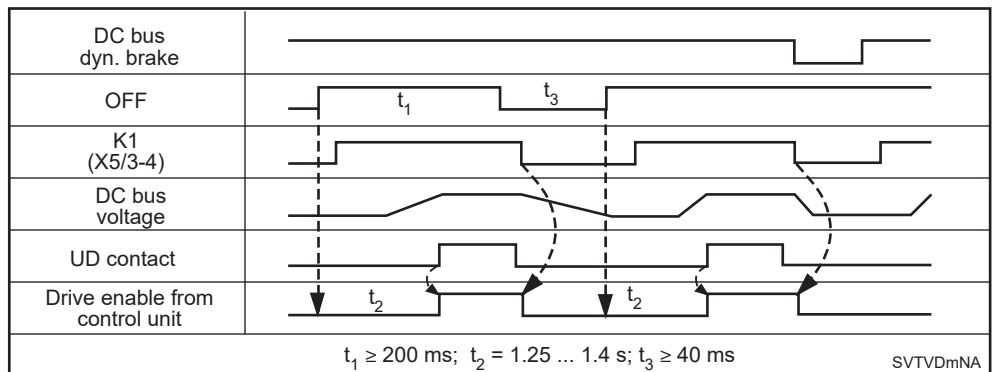 DC bus
dyn. brake
OFF
t₁
t₃
K1
(X5/3-4)
DC bus
voltage
UD contact
Drive enable from
control unit
t₂
t₂
t₁ ≥ 200 ms; t₂ = 1.25 ... 1.4 s; t₃ ≥ 40 ms
SVTVDmNA